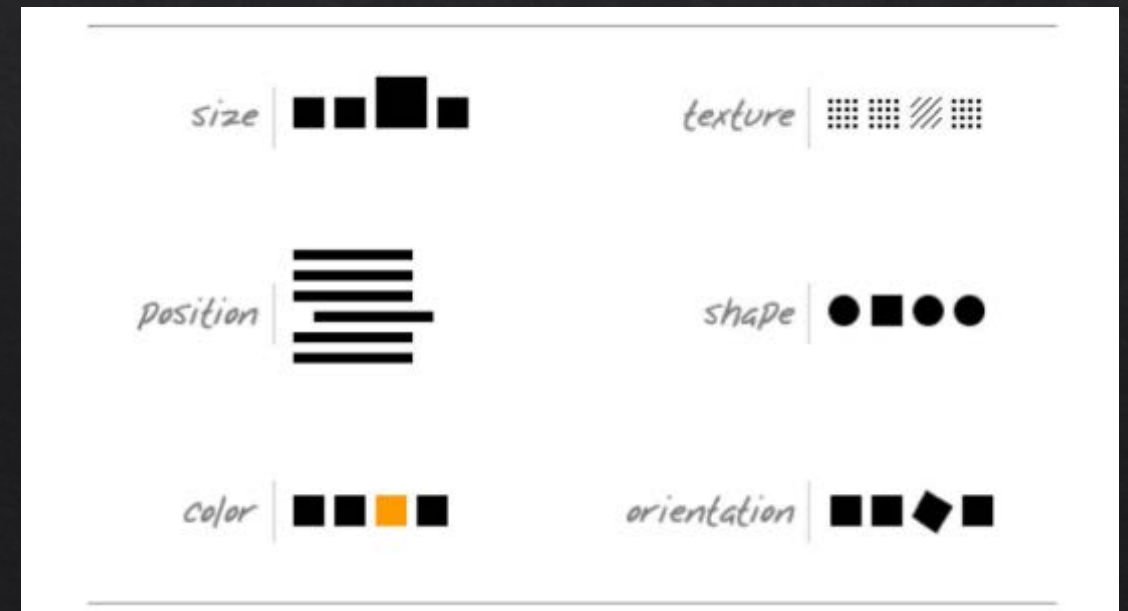 size
texture
position
shape
color
orientation